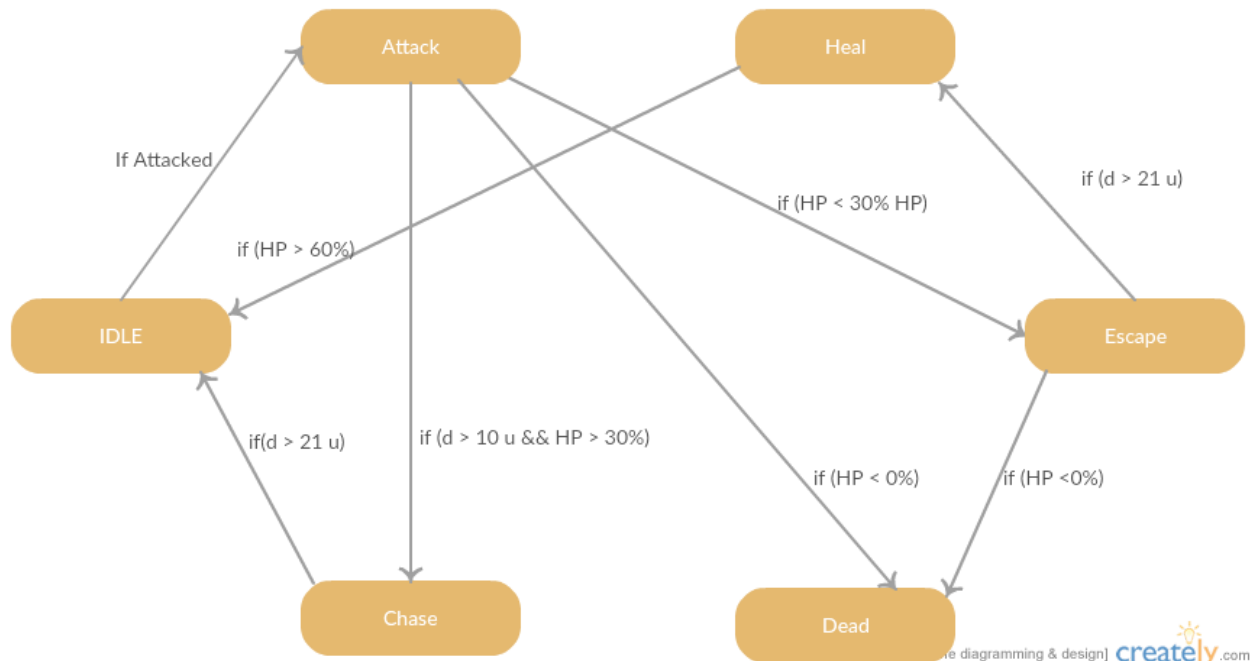 Attack
Heal
If Attacked
if (d > 21 u)
if (HP < 30% HP)
if (HP > 60%)
IDLE
Escape
if(d > 21 u)
if (d > 10 u && HP > 30%)
if (HP < 0%)
if (HP <0%)
Chase
Dead
diagramming & design] creately.com